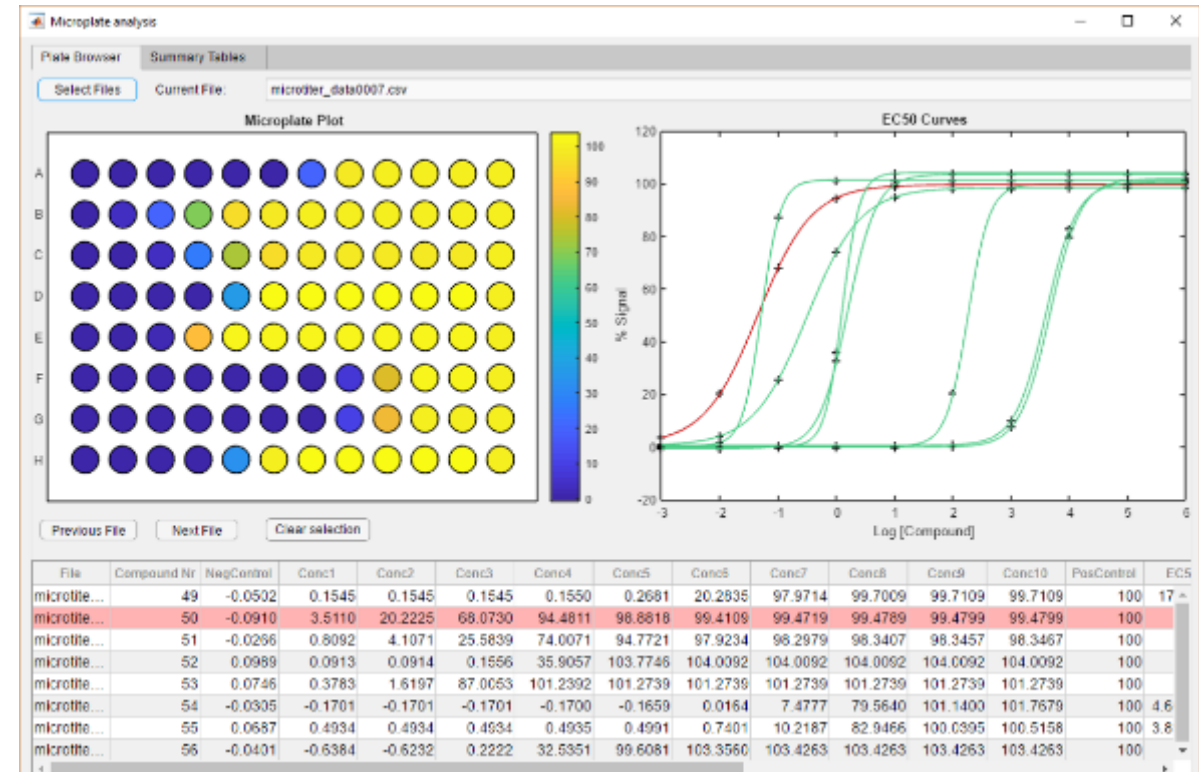 Microplate analysis
Plate Browser Summary Tables
Select Files Current File: microtiter_data0007.csv
Microplate Plot
A
B
C
D
E
F
G
H
100
90
80
70
60
50
40
30
20
10
0
EC50 Curves
% Signal
120
100
80
60
40
20
0
-20
-3 -2 -1 0 1 2 3 4 5 6
Log [Compound]
Previous File Next File Clear selection
File Compound Nr NegControl Conc1 Conc2 Conc3 Conc4 Conc5 Conc6 Conc7 Conc8 Conc9 Conc10 PosControl EC5
microtite... 49 -0.0502 0.1545 0.1545 0.1545 0.1550 0.2681 20.2835 97.9714 99.7009 99.7109 99.7109 100 17
microtite... 50 -0.0910 3.5110 20.2225 68.0730 94.4811 98.8818 99.4109 99.4719 99.4789 99.4799 99.4799 100
microtite... 51 -0.0266 0.8092 4.1071 25.5839 74.0071 94.7721 97.9234 98.2979 98.3407 98.3457 98.3467 100
microtite... 52 0.0989 0.0913 0.0914 0.1556 35.9057 103.7746 104.0092 104.0092 104.0092 104.0092 104.0092 100
microtite... 53 0.0746 0.3783 1.6197 87.0053 101.2392 101.2739 101.2739 101.2739 101.2739 101.2739 101.2739 100
microtite... 54 -0.0305 -0.1701 -0.1701 -0.1701 -0.1700 -0.1659 0.0164 7.4777 79.5640 101.1400 101.7679 100 4.6
microtite... 55 0.0687 0.4934 0.4934 0.4934 0.4935 0.4991 0.7401 10.2187 82.9466 100.0395 100.5158 100 3.8
microtite... 56 -0.0401 -0.6384 -0.6232 0.2222 32.5351 99.6081 103.3560 103.4263 103.4263 103.4263 103.4263 100